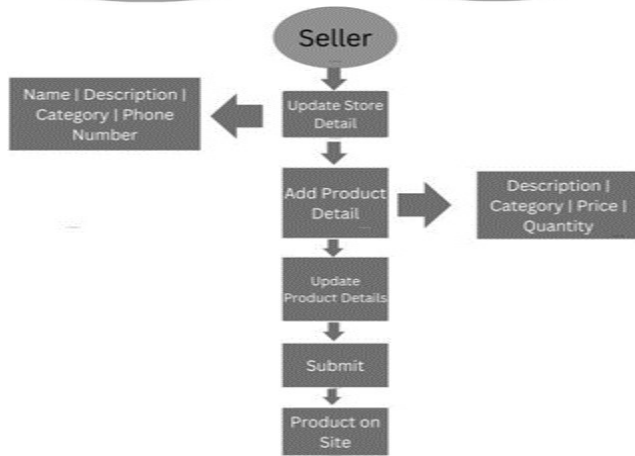 Seller
Name | Description |
Category | Phone
Number
Update Store
Detail
Add Product
Detail
Description |
Category | Price |
Quantity
Update
Product Details
Submit
Product on
Site